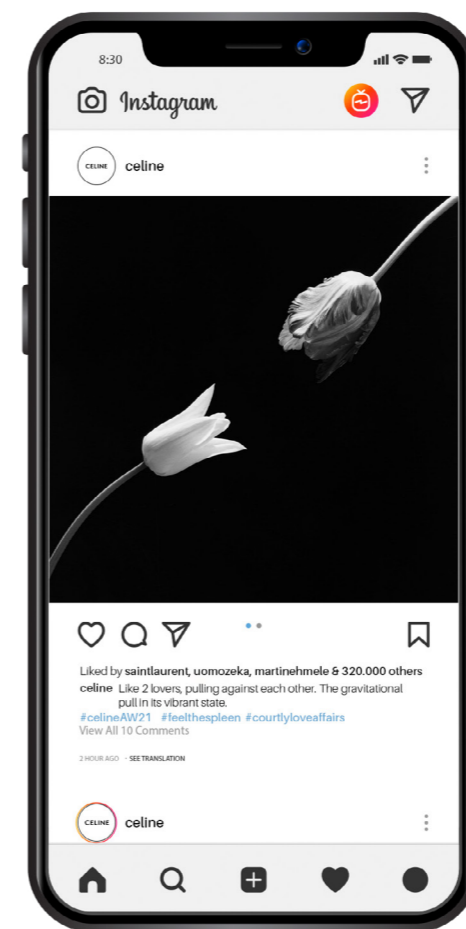 8:30
Instagram
CELINE celine
Liked by saintlaurent, uomozeka, martinehmele & 320.000 others
celine Like 2 lovers, pulling against each other. The gravitational
pull in its vibrant state.
#celineAW21 #feelthespleen #courtlyloveaffairs
View All 10 Comments
2 HOUR AGO · SEE TRANSLATION
CELINE celine